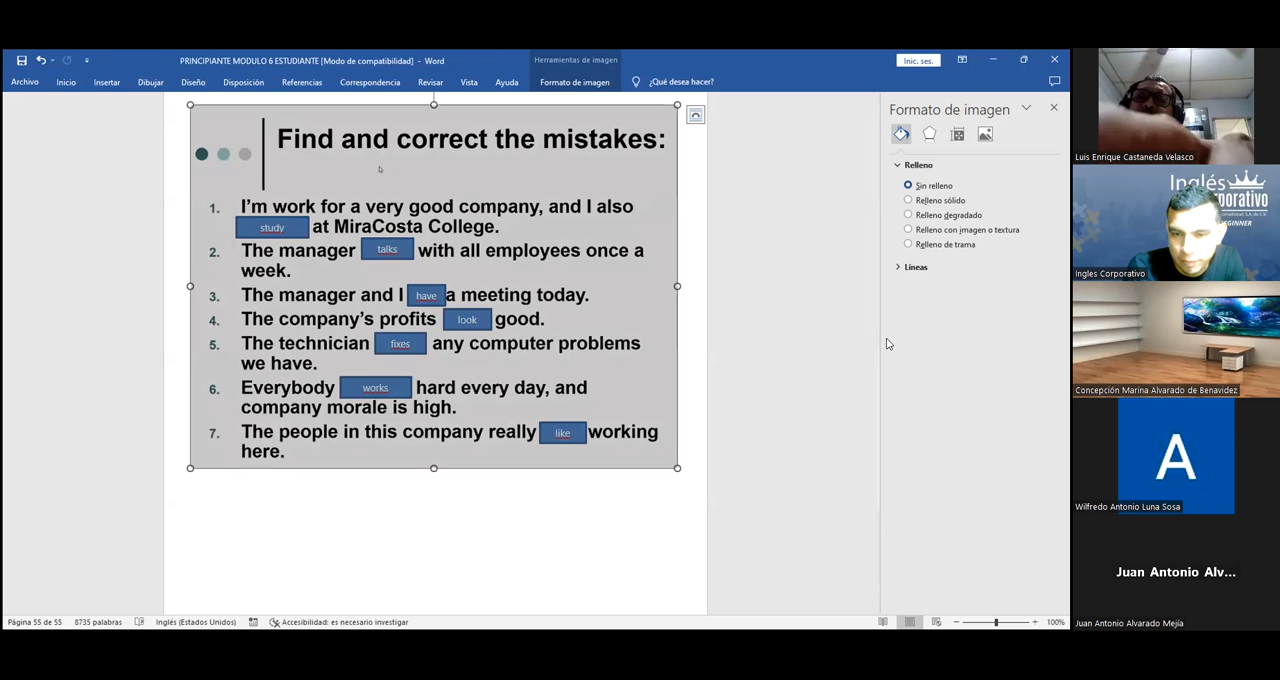 PRINCIPIANTE MODULO 6 ESTUDIANTE [Modo de compatibilidad] - Word
Herramientas de imagen
Inic. ses.
Archivo Inicio Insertar Dibujar Diseño Disposición Referencias Correspondencia Revisar Vista Ayuda Formato de imagen ¿Qué desea hacer?
Find and correct the mistakes:
1. I'm work for a very good company, and I also
study at MiraCosta College.
2. The manager talks with all employees once a
week.
3. The manager and I have a meeting today.
4. The company's profits look good.
5. The technician fixes any computer problems
we have.
6. Everybody works hard every day, and
company morale is high.
7. The people in this company really like working
here.
Formato de imagen
Relleno
Sin relleno
Relleno sólido
Relleno degradado
Relleno con imagen o textura
Relleno de trama
Líneas
Página 55 de 55 8735 palabras Inglés (Estados Unidos) Accesibilidad: es necesario investigar 100%
Luis Enrique Castaneda Velasco
Inglés
Ingles Corporativo
Concepción Marina Alvarado de Benavidez
A
Wilfredo Antonio Luna Sosa
Juan Antonio Alv...
Juan Antonio Alvarado Mejía